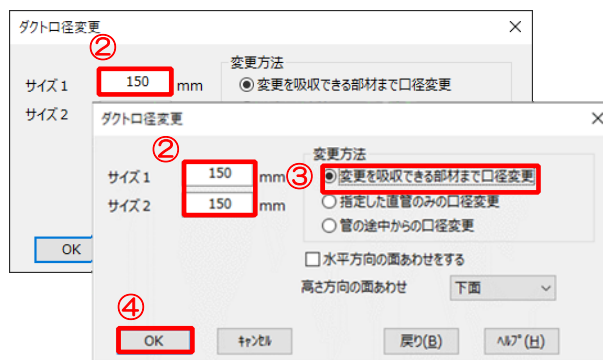 ダクト口径変更
②
サイズ 1
150
mm
変更方法
変更を吸収できる部材まで口径変更
サイズ 2
OK
ダクト口径変更
②
サイズ 1
150
mm
サイズ 2
150
mm
③
変更方法
変更を吸収できる部材まで口径変更
指定した直管のみの口径変更
管の途中からの口径変更
水平方向の面あわせをする
高さ方向の面あわせ
下面
④
OK
ｷｬﾝｾﾙ
戻り(B)
ﾍﾙﾌﾟ(H)